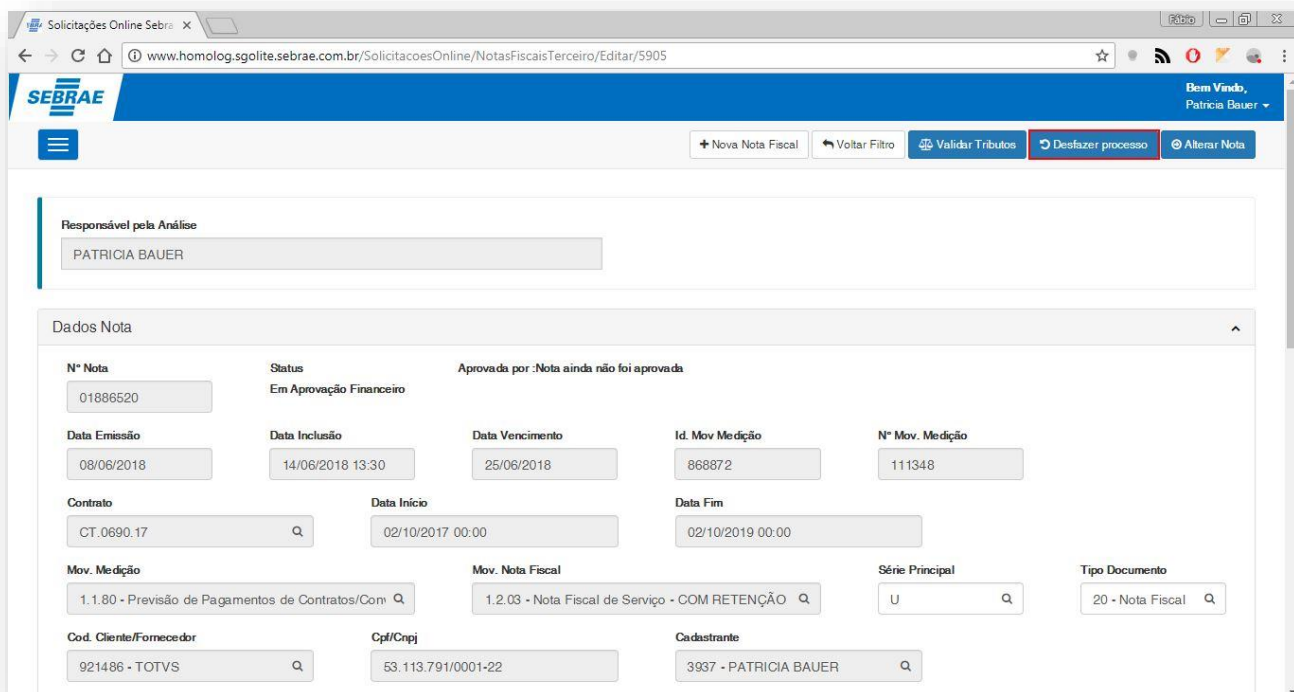 Solicitações Online Sebra
Fábio
www.homolog.sgolite.sebrae.com.br/SolicitacoesOnline/NotasFiscaisTerceiro/Editar/5905
SEBRAE
Bem Vindo,
Patricia Bauer
Nova Nota Fiscal Voltar Filtro Validar Tributos Desfazer processo Alterar Nota
Responsável pela Análise
PATRICIA BAUER
Dados Nota
N° Nota Status Aprovada por :Nota ainda não foi aprovada
01886520 Em Aprovação Financeiro
Data Emissão Data Inclusão Data Vencimento Id. Mov Medição N° Mov. Medição
08/06/2018 14/06/2018 13:30 25/06/2018 868872 111348
Contrato Data Início Data Fim
CT.0690.17 02/10/2017 00:00 02/10/2019 00:00
Mov. Medição Mov. Nota Fiscal Série Principal Tipo Documento
1.1.80 - Previsão de Pagamentos de Contratos/Conv 1.2.03 - Nota Fiscal de Serviço - COM RETENÇÃO U 20 - Nota Fiscal
Cod. Cliente/Fornecedor Cpf/Cnpj Cadastrante
921486 - TOTVS 53.113.791/0001-22 3937 - PATRICIA BAUER